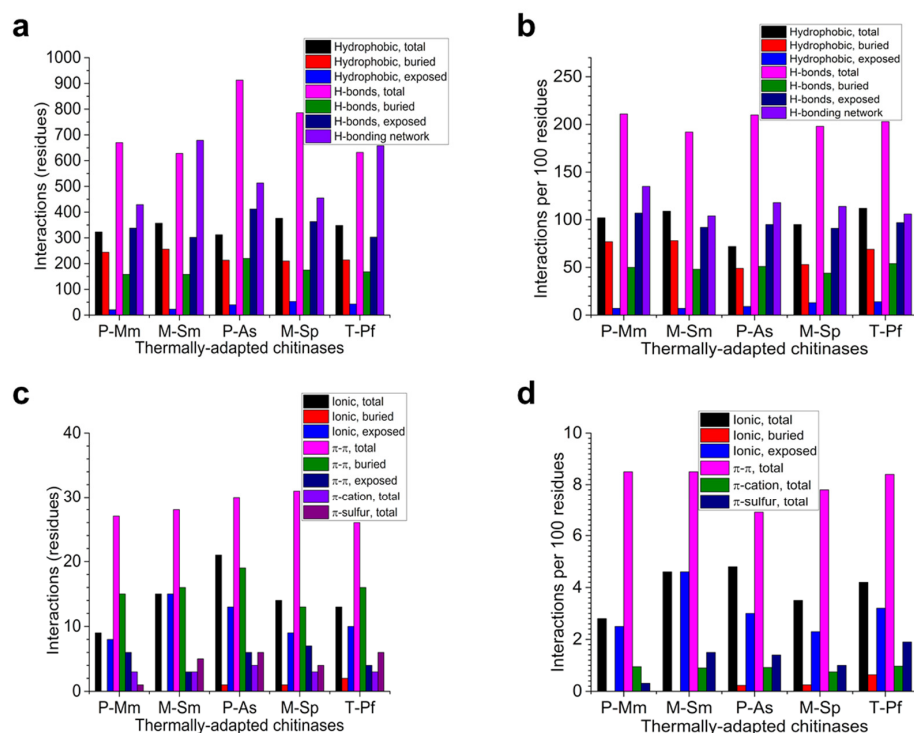 a
Hydrophobic, total
Hydrophobic, buried
Hydrophobic, exposed
H-bonds, total
H-bonds, buried
H-bonds, exposed
H-bonding network
1000
900
800
700
600
500
400
300
200
100
0
Interactions (residues)
P-Mm M-Sm P-As M-Sp T-Pf
Thermally-adapted chitinases
b
Hydrophobic, total
Hydrophobic, buried
Hydrophobic, exposed
H-bonds, total
H-bonds, buried
H-bonds, exposed
H-bonding network
250
200
150
100
50
0
Interactions per 100 residues
P-Mm M-Sm P-As M-Sp T-Pf
Thermally-adapted chitinases
c
Ionic, total
Ionic, buried
Ionic, exposed
π-π, total
π-π, buried
π-π, exposed
π-cation, total
π-sulfur, total
40
30
20
10
0
Interactions (residues)
P-Mm M-Sm P-As M-Sp T-Pf
Thermally-adapted chitinases
d
Ionic, total
Ionic, buried
Ionic, exposed
π-π, total
π-cation, total
π-sulfur, total
10
8
6
4
2
0
Interactions per 100 residues
P-Mm M-Sm P-As M-Sp T-Pf
Thermally-adapted chitinases